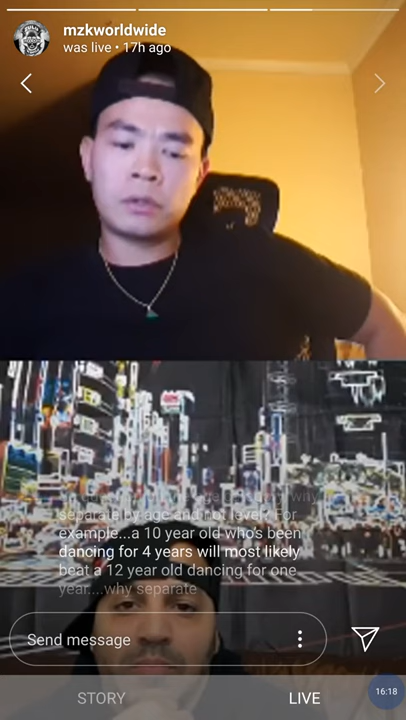 mzkworldwide
was live • 17h ago
why
separate by age and not level? For
example...a 10 year old who's been
dancing for 4 years will most likely
beat a 12 year old dancing for one
year....why separate
Send message
STORY
LIVE
16:18